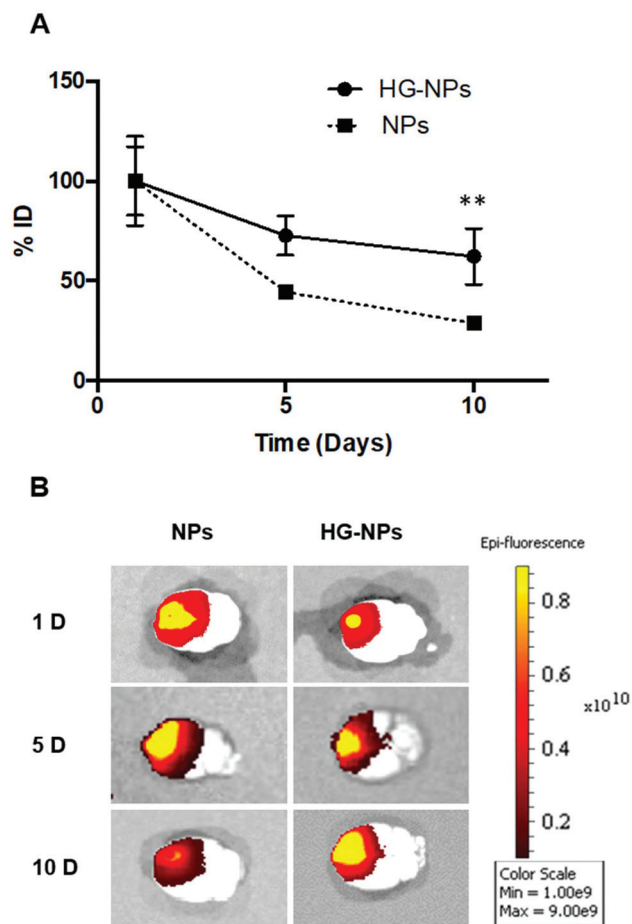 A
150
100
50
0
% ID
HG-NPs
NPs
**
0
5
10
Time (Days)
B
NPs
HG-NPs
Epi-fluorescence
1 D
5 D
10 D
0.8
0.6
x10^10
0.4
0.2
Color Scale
Min = 1.00e9
Max = 9.00e9